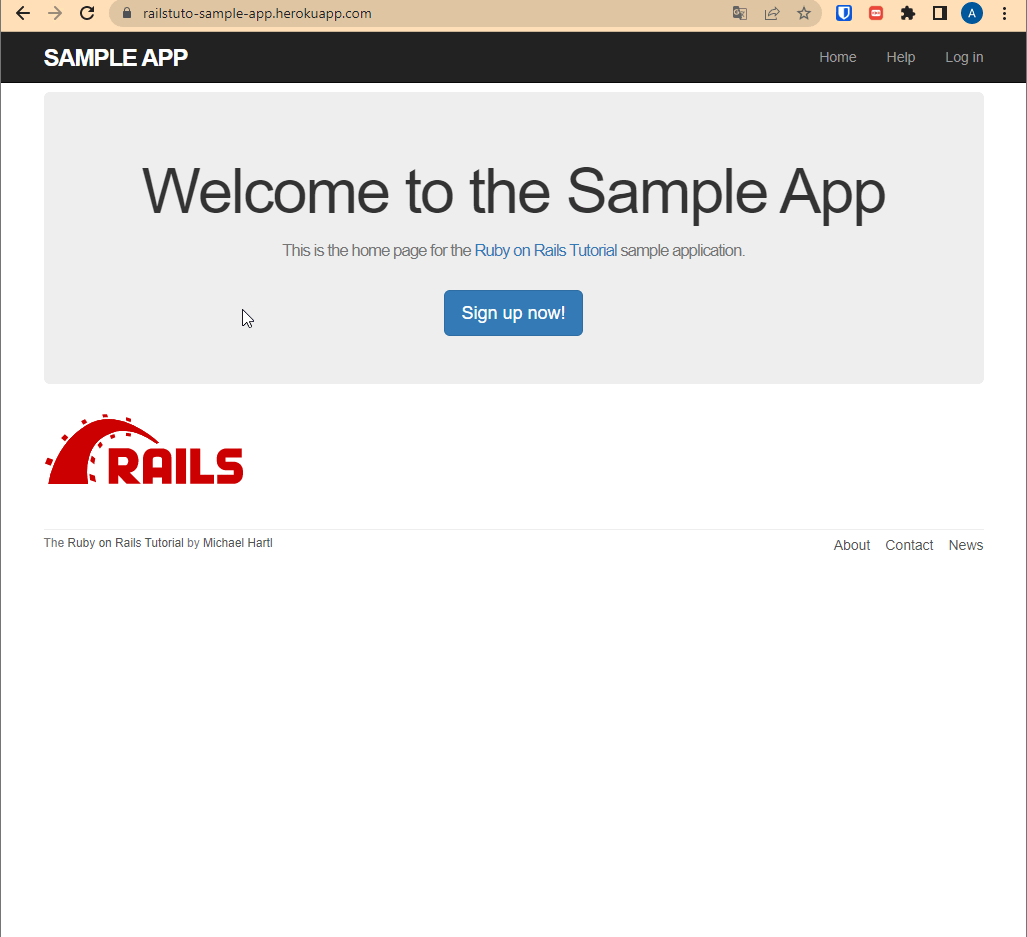 railstuto-sample-app.herokuapp.com
A
SAMPLE APP
Home Help Log in
Welcome to the Sample App
This is the home page for the Ruby on Rails Tutorial sample application.
Sign up now!
RAILS
The Ruby on Rails Tutorial by Michael Hartl
About Contact News